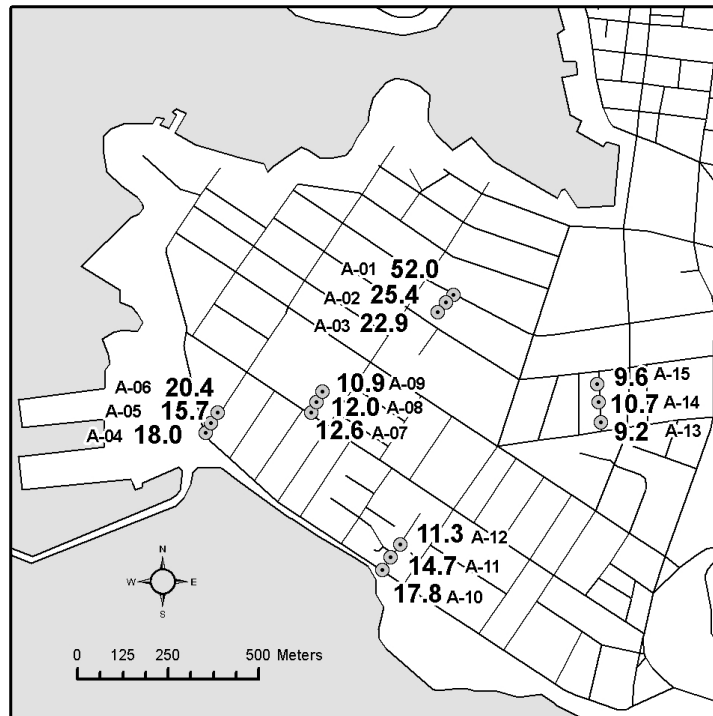 A-01 52.0
A-02 25.4
A-03 22.9
A-06 20.4
A-05 15.7
A-04 18.0
10.9 A-09
12.0 A-08
12.6 A-07
9.6 A-15
10.7 A-14
9.2 A-13
11.3 A-12
14.7 A-11
17.8 A-10
N
W E
S
0 125 250 500 Meters